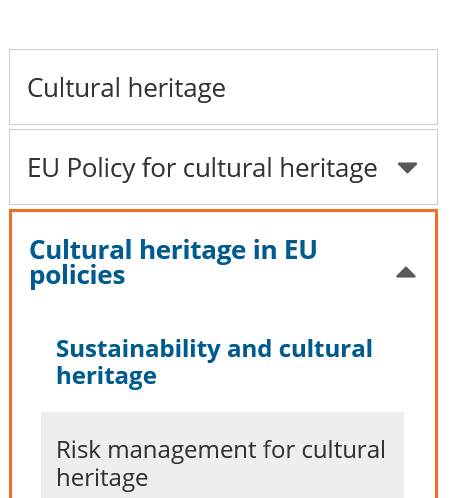 Cultural heritage
EU Policy for cultural heritage
Cultural heritage in EU
policies
Sustainability and cultural
heritage
Risk management for cultural
heritage